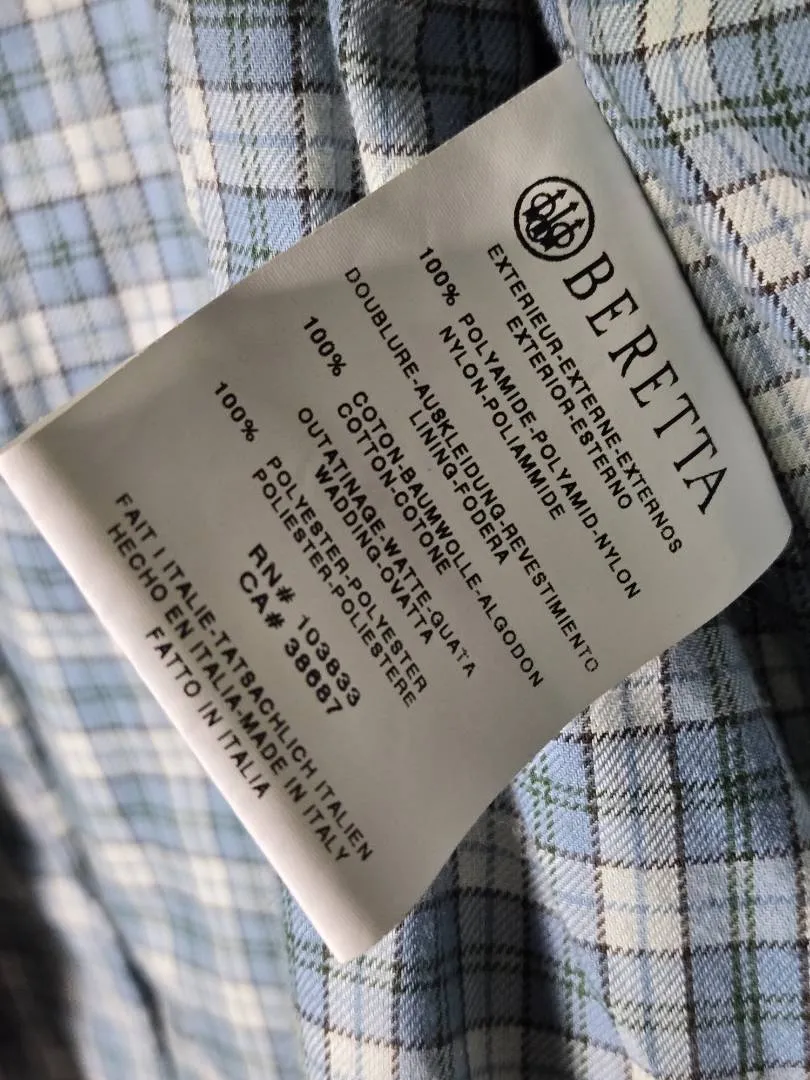 BERETTA
EXTERIEUR-EXTERNE-EXTERNOS
EXTERIOR-ESTERNO
100% POLYAMIDE-POLYAMID-NYLON
NYLON-POLIAMMIDE
DOUBLURE-AUSKLEIDUNG-REVESTIMIENTO
LINING-FODERA
100% COTON-BAUMWOLLE-ALGODON
COTTON-COTONE
OUTATINAGE-WATTE-GUATA
WADDING-OVATTA
100% POLYESTER-POLYESTER
POLIESTER-POLIESTERE
RN# 103833
CA# 38687
FAIT I ITALIE-TATSACHLICH ITALIEN
HECHO EN ITALIA-MADE IN ITALY
FATTO IN ITALIA